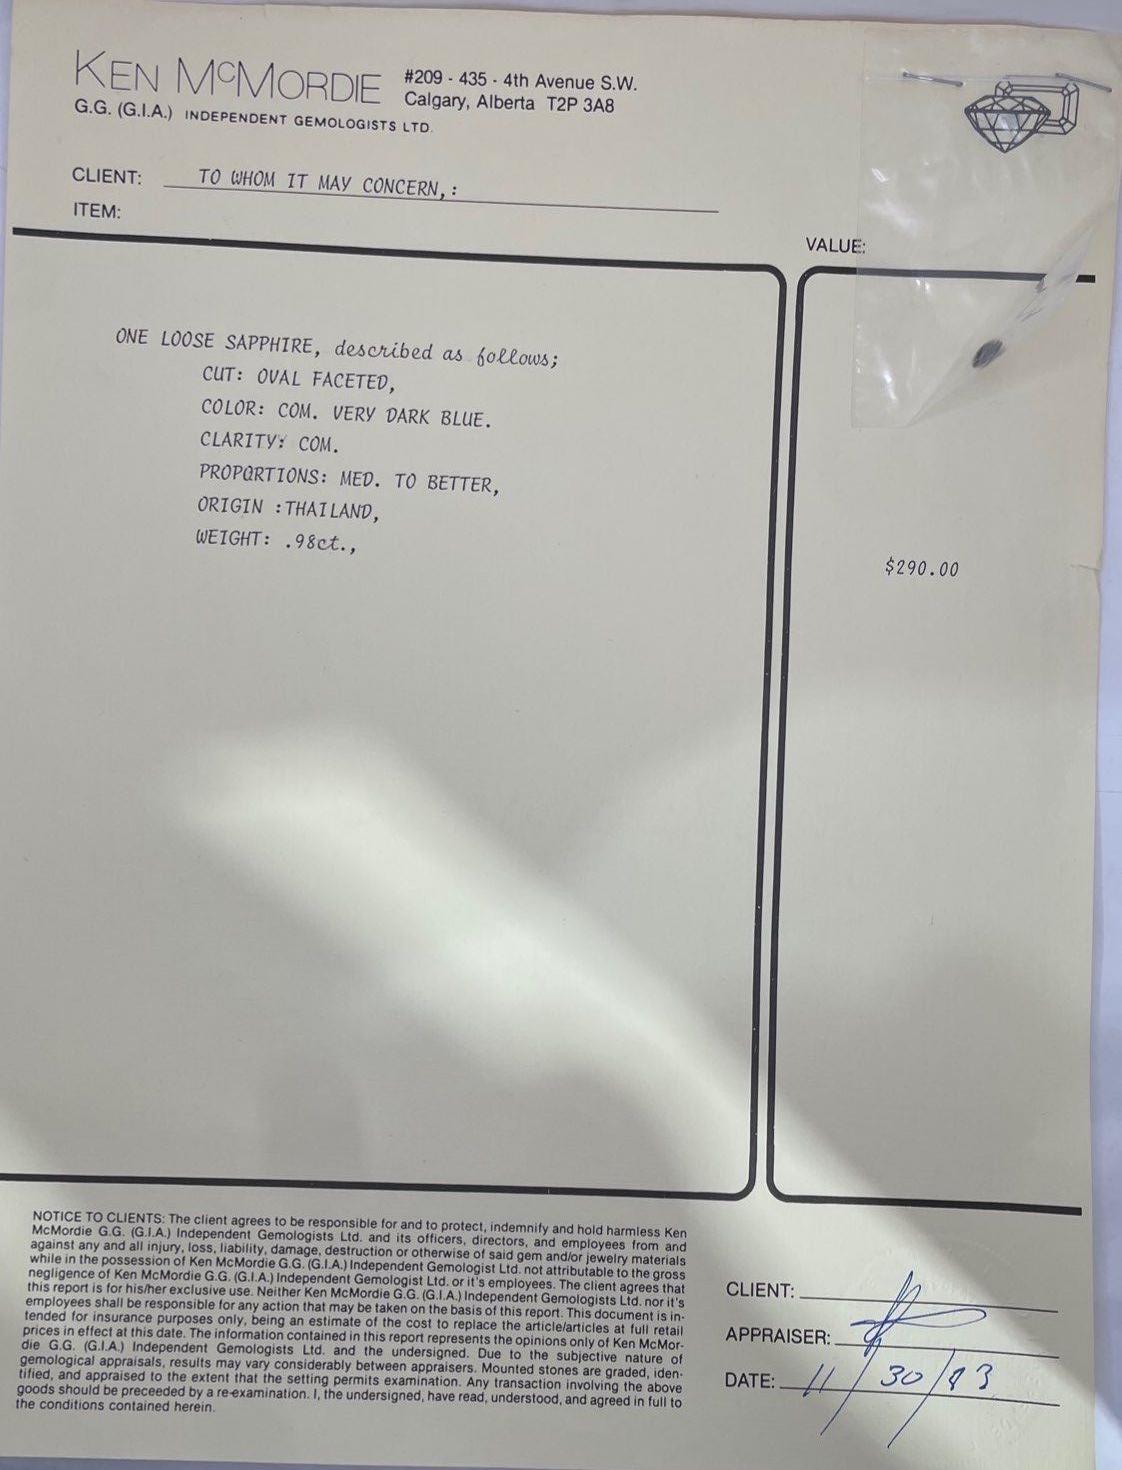 KEN McMORDIE
#209 - 435 - 4th Avenue S.W.
Calgary, Alberta T2P 3A8
G.G. (G.I.A.) INDEPENDENT GEMOLOGISTS LTD.
CLIENT: TO WHOM IT MAY CONCERN,:
ITEM:
VALUE:
ONE LOOSE SAPPHIRE, described as follows;
CUT: OVAL FACETED,
COLOR: COM. VERY DARK BLUE.
CLARITY: COM.
PROPORTIONS: MED. TO BETTER,
ORIGIN :THAILAND,
WEIGHT: .98ct.,
$290.00
NOTICE TO CLIENTS: The client agrees to be responsible for and to protect, indemnify and hold harmless Ken
McMordie G.G. (G.I.A.) Independent Gemologists Ltd. and its officers, directors, and employees from and
against any and all injury, loss, liability, damage, destruction or otherwise of said gem and/or jewelry materials
while in the possession of Ken McMordie G.G. (G.I.A.) Independent Gemologist Ltd. not attributable to the gross
negligence of Ken McMordie G.G. (G.I.A.) Independent Gemologist Ltd. or it's employees. The client agrees that
this report is for his/her exclusive use. Neither Ken McMordie G.G. (G.I.A.) Independent Gemologists Ltd. nor it's
employees shall be responsible for any action that may be taken on the basis of this report. This document is in-
tended for insurance purposes only, being an estimate of the cost to replace the article/articles at full retail
prices in effect at this date. The information contained in this report represents the opinions only of Ken McMor-
die G.G. (G.I.A.) Independent Gemologists Ltd. and the undersigned. Due to the subjective nature of
gemological appraisals, results may vary considerably between appraisers. Mounted stones are graded, iden-
tified, and appraised to the extent that the setting permits examination. Any transaction involving the above
goods should be preceeded by a re-examination. I, the undersigned, have read, understood, and agreed in full to
the conditions contained herein.
CLIENT:
APPRAISER:
DATE: 11/30/83